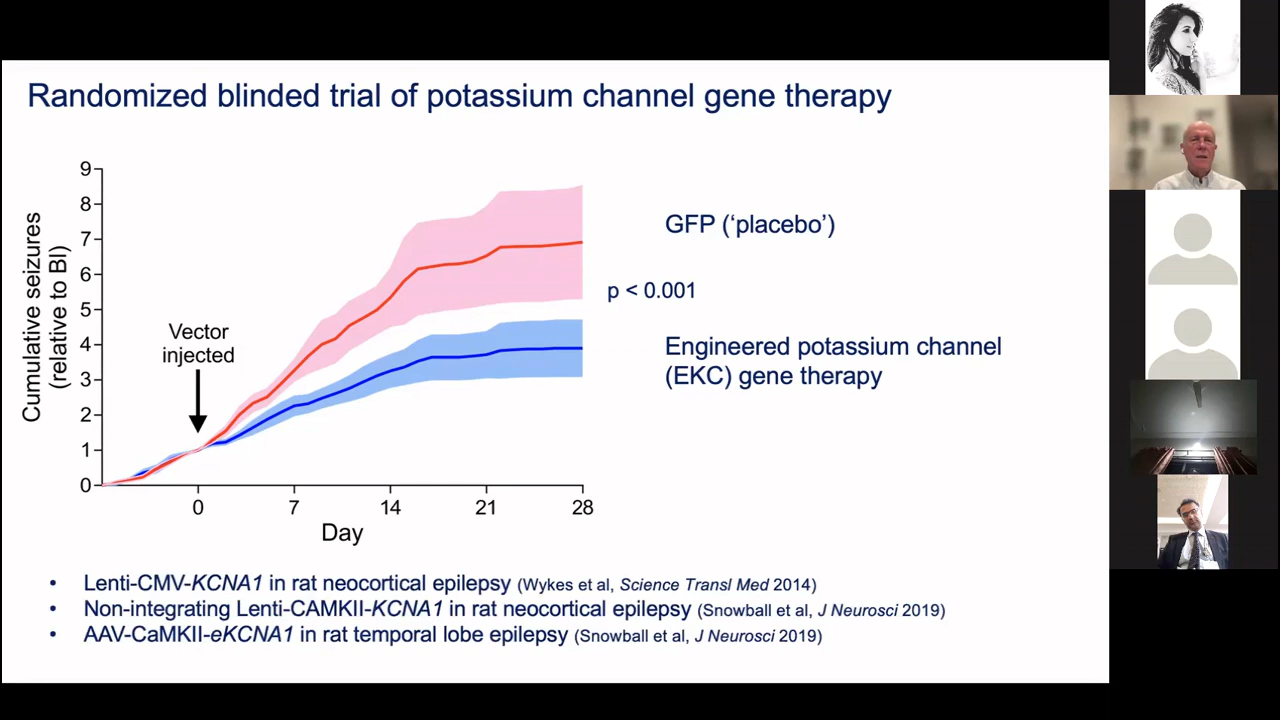 Randomized blinded trial of potassium channel gene therapy
Cumulative seizures
(relative to BI)
9
8
7
6
5
4
3
2
1
0
Vector
injected
0 7 14 21 28
Day
GFP (‘placebo’)
p < 0.001
Engineered potassium channel
(EKC) gene therapy
• Lenti-CMV-KCNA1 in rat neocortical epilepsy (Wykes et al, Science Transl Med 2014)
• Non-integrating Lenti-CAMKII-KCNA1 in rat neocortical epilepsy (Snowball et al, J Neurosci 2019)
• AAV-CaMKII-eKCNA1 in rat temporal lobe epilepsy (Snowball et al, J Neurosci 2019)